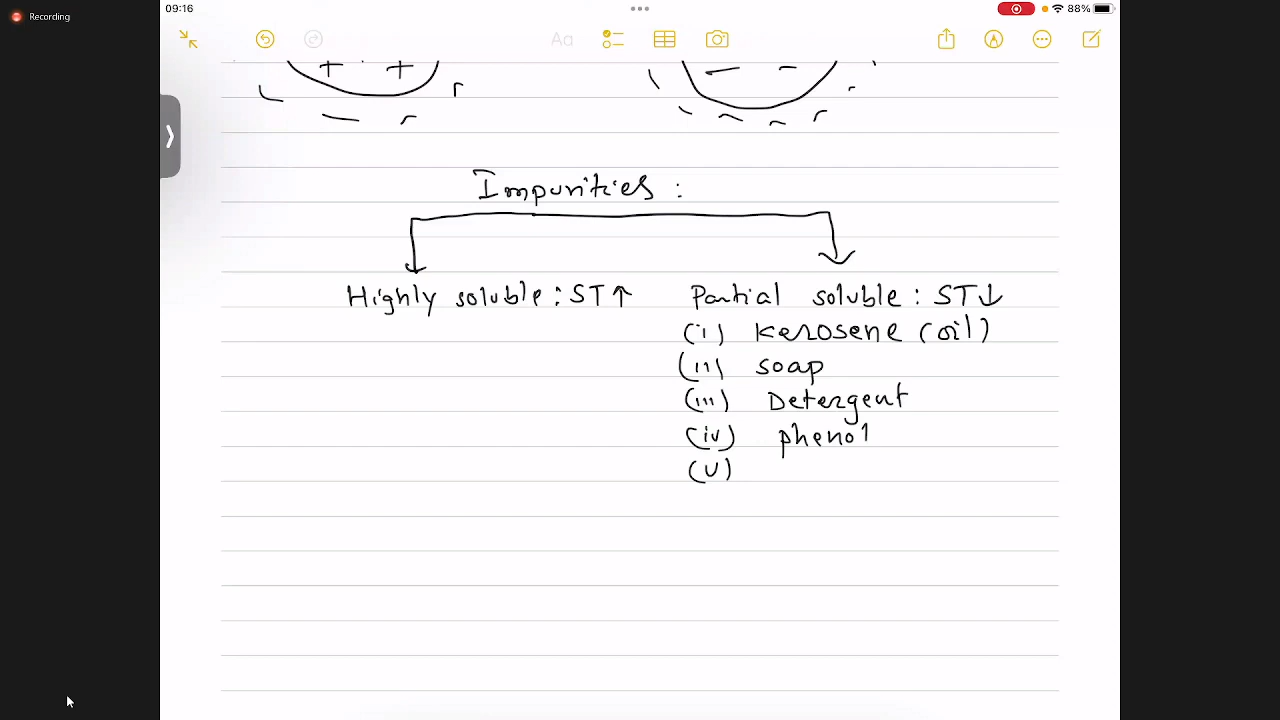 Recording
09:16
88%
Aa
Impurities :
Highly soluble : ST↑
Partial soluble : ST↓
(i) Kerosene (oil)
(ii) soap
(iii) Detergent
(iv) phenol
(v)